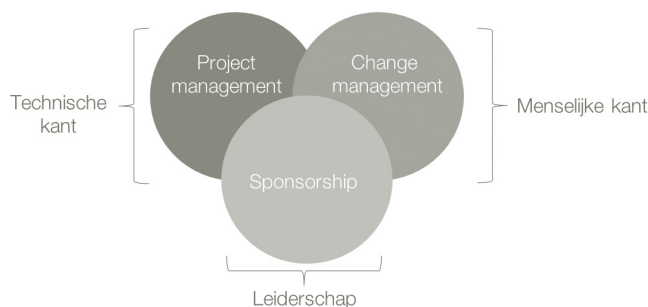 Project
management
Change
management
Technische
kant
Menselijke kant
Sponsorship
Leiderschap